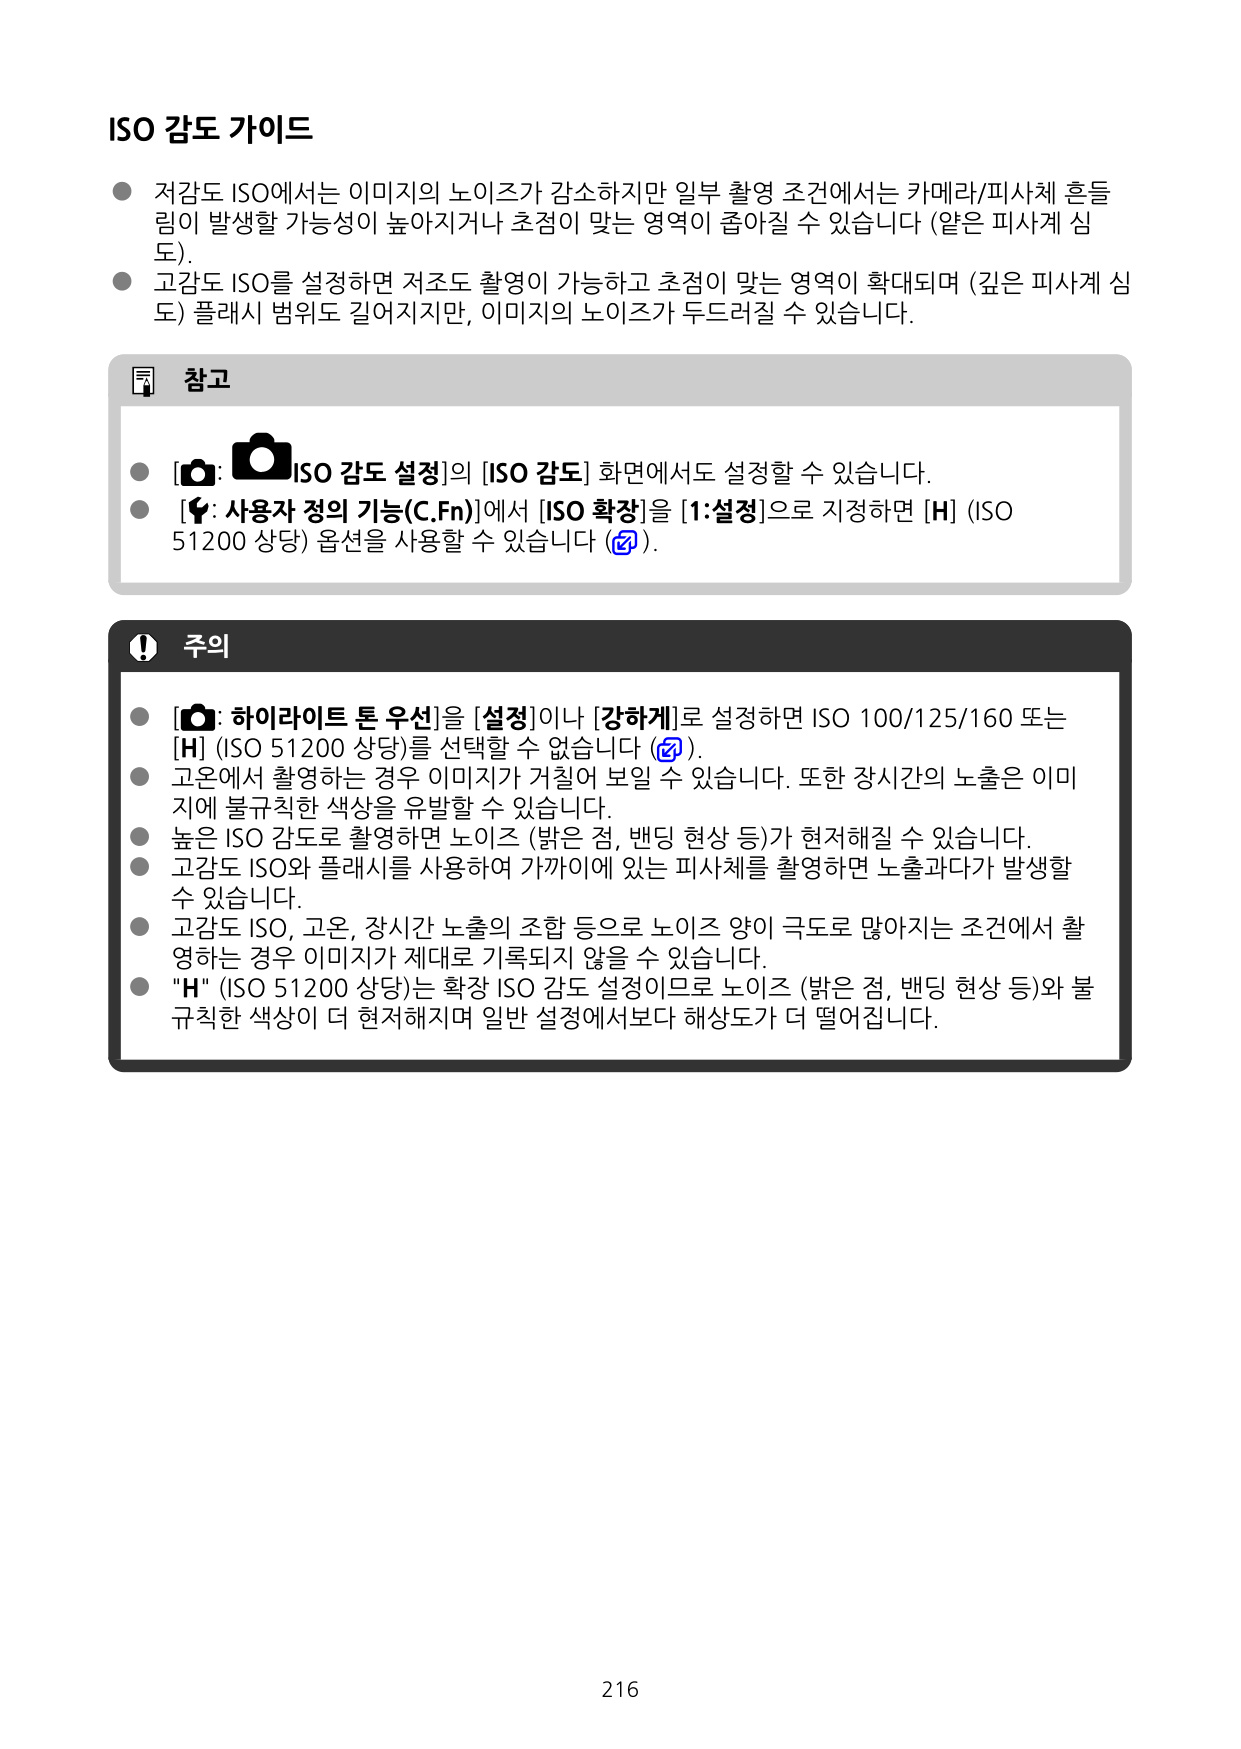 ISO 감도 가이드
● 저감도 ISO에서는 이미지의 노이즈가 감소하지만 일부 촬영 조건에서는 카메라/피사체 흔들
림이 발생할 가능성이 높아지거나 초점이 맞는 영역이 좁아질 수 있습니다 (얕은 피사계 심
도).
● 고감도 ISO를 설정하면 저조도 촬영이 가능하고 초점이 맞는 영역이 확대되며 (깊은 피사계 심
도) 플래시 범위도 길어지지만, 이미지의 노이즈가 두드러질 수 있습니다.
참고
● [: ISO 감도 설정]의 [ISO 감도] 화면에서도 설정할 수 있습니다.
● [: 사용자 정의 기능(C.Fn)]에서 [ISO 확장]을 [1:설정]으로 지정하면 [H] (ISO
51200 상당) 옵션을 사용할 수 있습니다 ( ).
주의
● [: 하이라이트 톤 우선]을 [설정]이나 [강하게]로 설정하면 ISO 100/125/160 또는
[H] (ISO 51200 상당)를 선택할 수 없습니다 ( ).
● 고온에서 촬영하는 경우 이미지가 거칠어 보일 수 있습니다. 또한 장시간의 노출은 이미
지에 불규칙한 색상을 유발할 수 있습니다.
● 높은 ISO 감도로 촬영하면 노이즈 (밝은 점, 밴딩 현상 등)가 현저해질 수 있습니다.
● 고감도 ISO와 플래시를 사용하여 가까이에 있는 피사체를 촬영하면 노출과다가 발생할
수 있습니다.
● 고감도 ISO, 고온, 장시간 노출의 조합 등으로 노이즈 양이 극도로 많아지는 조건에서 촬
영하는 경우 이미지가 제대로 기록되지 않을 수 있습니다.
● "H" (ISO 51200 상당)는 확장 ISO 감도 설정이므로 노이즈 (밝은 점, 밴딩 현상 등)와 불
규칙한 색상이 더 현저해지며 일반 설정에서보다 해상도가 더 떨어집니다.
216